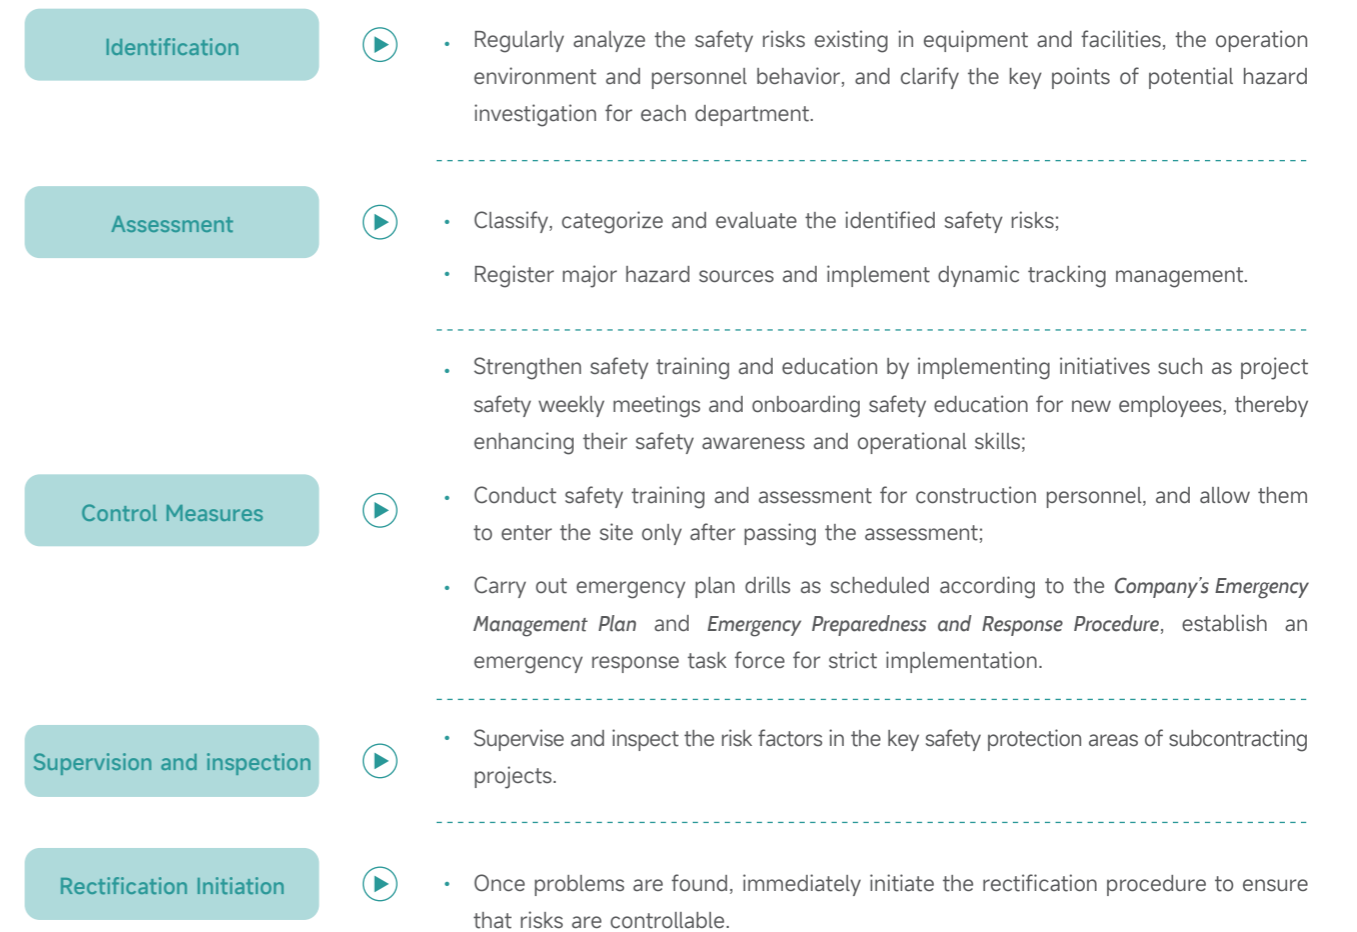 Identification
• Regularly analyze the safety risks existing in equipment and facilities, the operation
environment and personnel behavior, and clarify the key points of potential hazard
investigation for each department.
Assessment
• Classify, categorize and evaluate the identified safety risks;
• Register major hazard sources and implement dynamic tracking management.
Control Measures
• Strengthen safety training and education by implementing initiatives such as project
safety weekly meetings and onboarding safety education for new employees, thereby
enhancing their safety awareness and operational skills;
• Conduct safety training and assessment for construction personnel, and allow them
to enter the site only after passing the assessment;
• Carry out emergency plan drills as scheduled according to the Company's Emergency
Management Plan and Emergency Preparedness and Response Procedure, establish an
emergency response task force for strict implementation.
Supervision and inspection
• Supervise and inspect the risk factors in the key safety protection areas of subcontracting
projects.
Rectification Initiation
• Once problems are found, immediately initiate the rectification procedure to ensure
that risks are controllable.